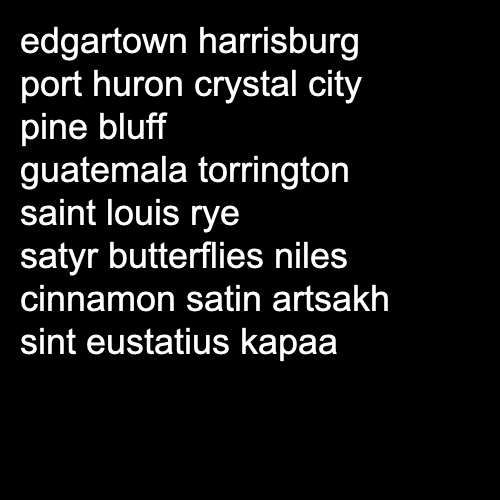 edgartown harrisburg
port huron crystal city
pine bluff
guatemala torrington
saint louis rye
satyr butterflies niles
cinnamon satin artsakh
sint eustatius kapaa